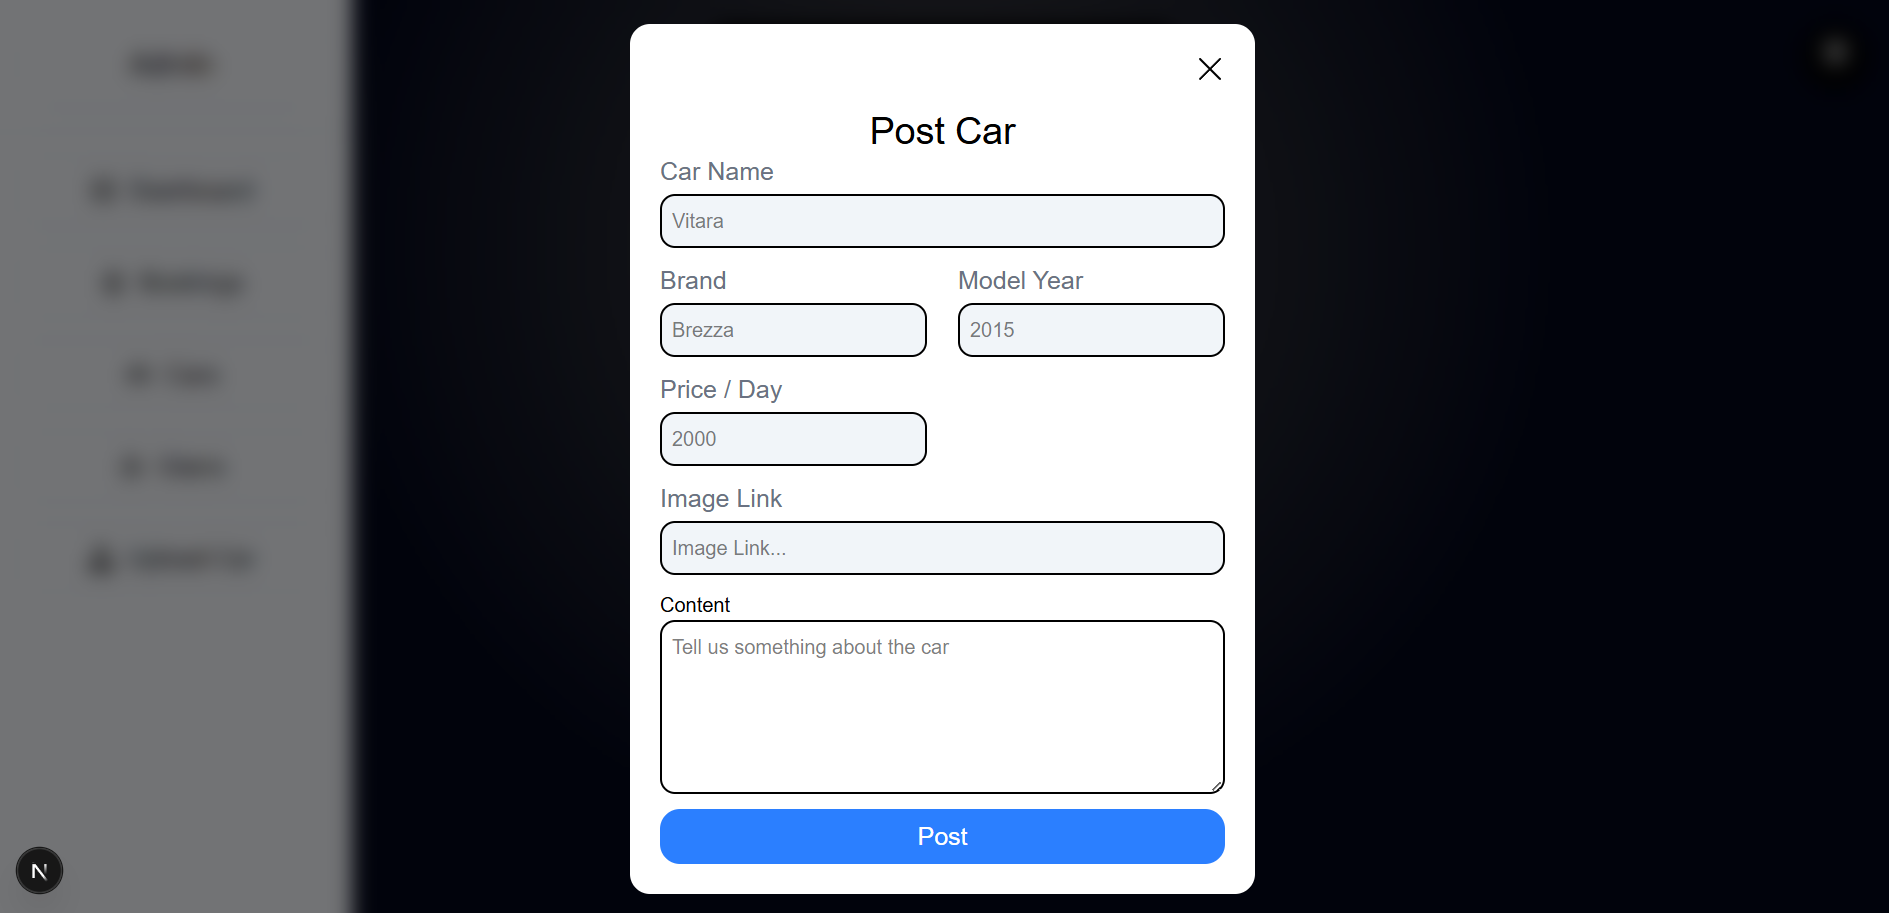 Post Car
Car Name
Vitara
Brand
Model Year
Brezza
2015
Price / Day
2000
Image Link
Image Link...
Content
Tell us something about the car
Post
N